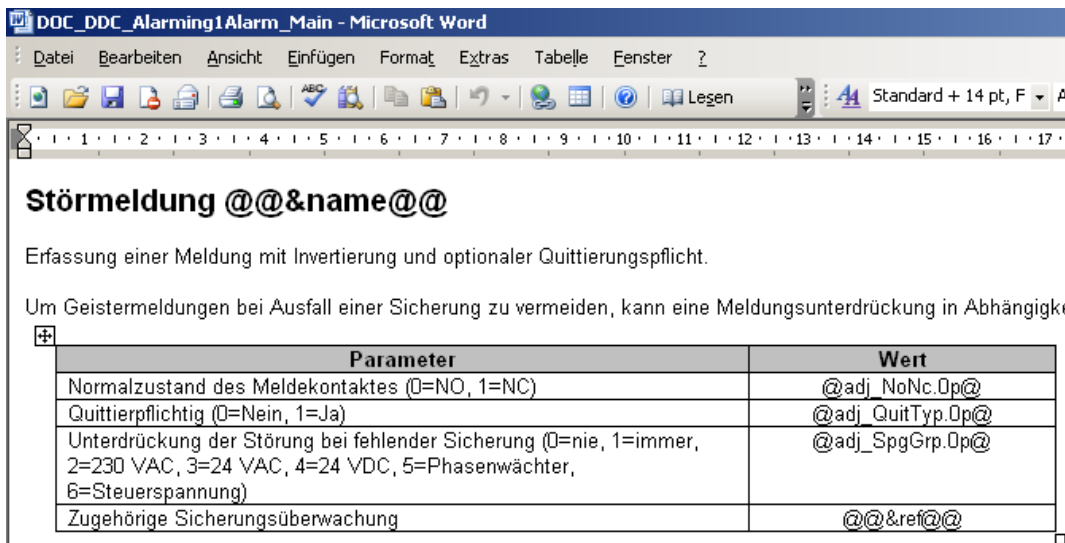 DOC_DDC_Alarming1Alarm_Main - Microsoft Word
Datei Bearbeiten Ansicht Einfügen Format Extras Tabelle Fenster ?
ABC Lesen Standard + 14 pt, F
1 2 3 4 5 6 7 8 9 10 11 12 13 14 15 16 17
Störmeldung @@&name@@
Erfassung einer Meldung mit Invertierung und optionaler Quittierungspflicht.
Um Geistermeldungen bei Ausfall einer Sicherung zu vermeiden, kann eine Meldungsunterdrückung in
Parameter Wert
Normalzustand des Meldekontaktes (0=NO, 1=NC) @adj_NoNc.0p@
Quittierpflichtig (0=Nein, 1=Ja) @adj_QuitTyp.0p@
Unterdrückung der Störung bei fehlender Sicherung (0=nie, 1=immer, @adj_SpgGrp.0p@
2=230 VAC, 3=24 VAC, 4=24 VDC, 5=Phasenwächter,
6=Steuerspannung)
Zugehörige Sicherungsüberwachung @@&ref@@